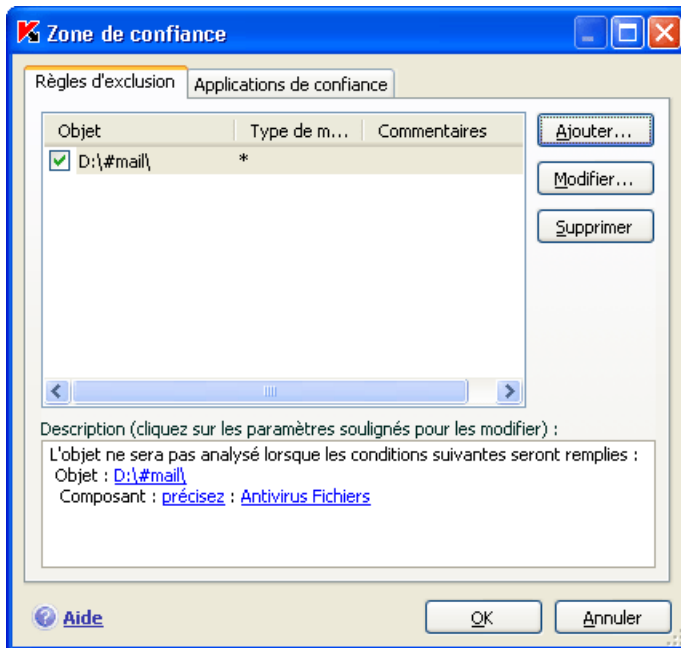 Zone de confiance
Règles d'exclusion Applications de confiance
Objet Type de m... Commentaires
D:\#mail\ *
Ajouter...
Modifier...
Supprimer
Description (cliquez sur les paramètres soulignés pour les modifier) :
L'objet ne sera pas analysé lorsque les conditions suivantes seront remplies :
Objet : D:\#mail\
Composant : précisez : Antivirus Fichiers
Aide OK Annuler